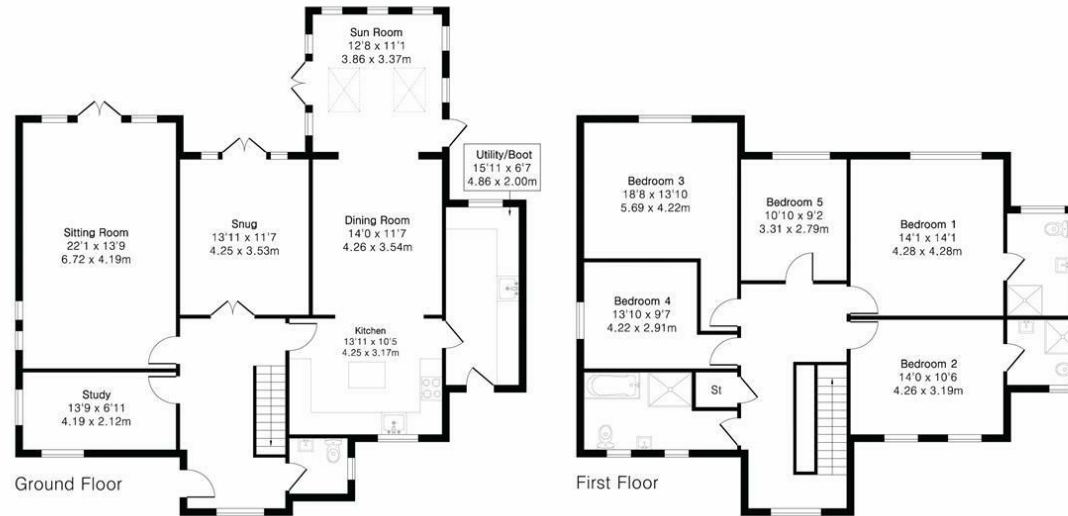 Sun Room
12'8 x 11'1
3.86 x 3.37m
Utility/Boot
15'11 x 6'7
4.86 x 2.00m
Sitting Room
22'1 x 13'9
6.72 x 4.19m
Snug
13'11 x 11'7
4.25 x 3.53m
Dining Room
14'0 x 11'7
4.26 x 3.54m
Kitchen
13'11 x 10'5
4.25 x 3.17m
Study
13'9 x 6'11
4.19 x 2.12m
Ground Floor
Bedroom 3
18'8 x 13'10
5.69 x 4.22m
Bedroom 5
10'10 x 9'2
3.31 x 2.79m
Bedroom 1
14'1 x 14'1
4.28 x 4.28m
Bedroom 4
13'10 x 9'7
4.22 x 2.91m
Bedroom 2
14'0 x 10'6
4.26 x 3.19m
St
First Floor